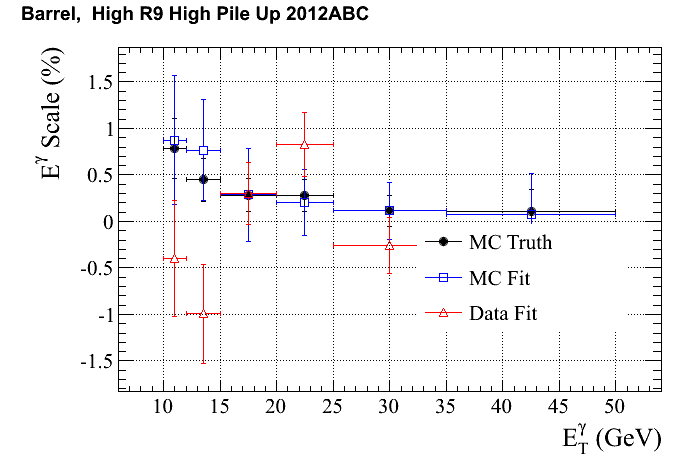 Barrel,  High R9 High Pile Up 2012ABC
E^γ Scale (%)
1.5
1
0.5
0
-0.5
-1
-1.5
MC Truth
MC Fit
Data Fit
10 15 20 25 30 35 40 45 50
E_T^γ (GeV)